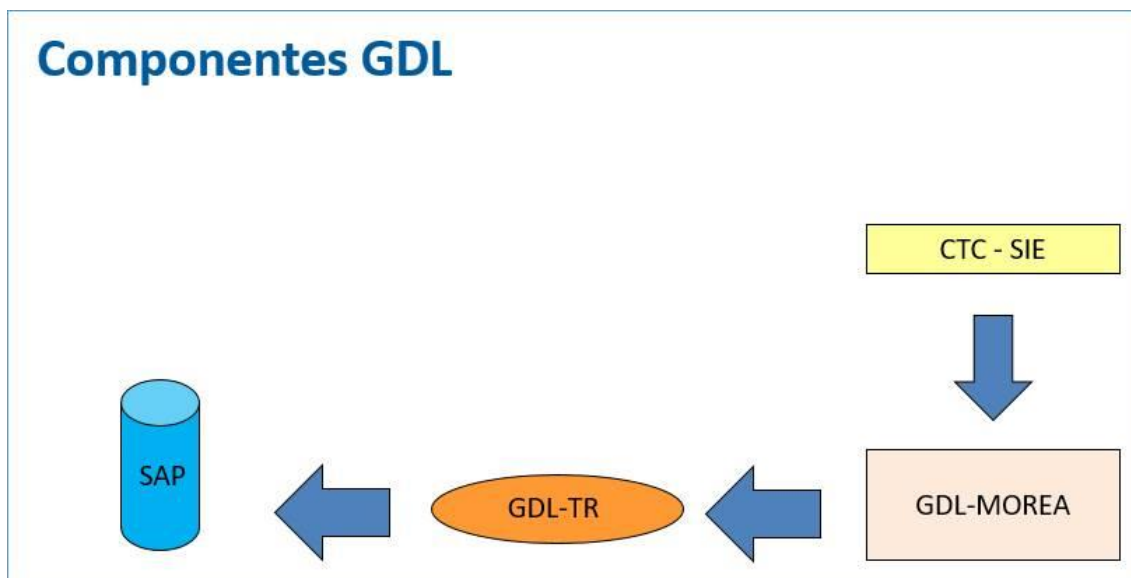 Componentes GDL
CTC - SIE
SAP
GDL-TR
GDL-MOREA